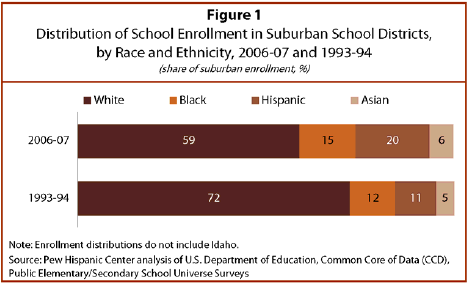 Figure 1
Distribution of School Enrollment in Suburban School Districts,
by Race and Ethnicity, 2006-07 and 1993-94
(share of suburban enrollment, %)
White Black Hispanic Asian
2006-07 59 15 20 6
1993-94 72 12 11 5
Note: Enrollment distributions do not include Idaho.
Source: Pew Hispanic Center analysis of U.S. Department of Education, Common Core of Data (CCD),
Public Elementary/Secondary School Universe Surveys